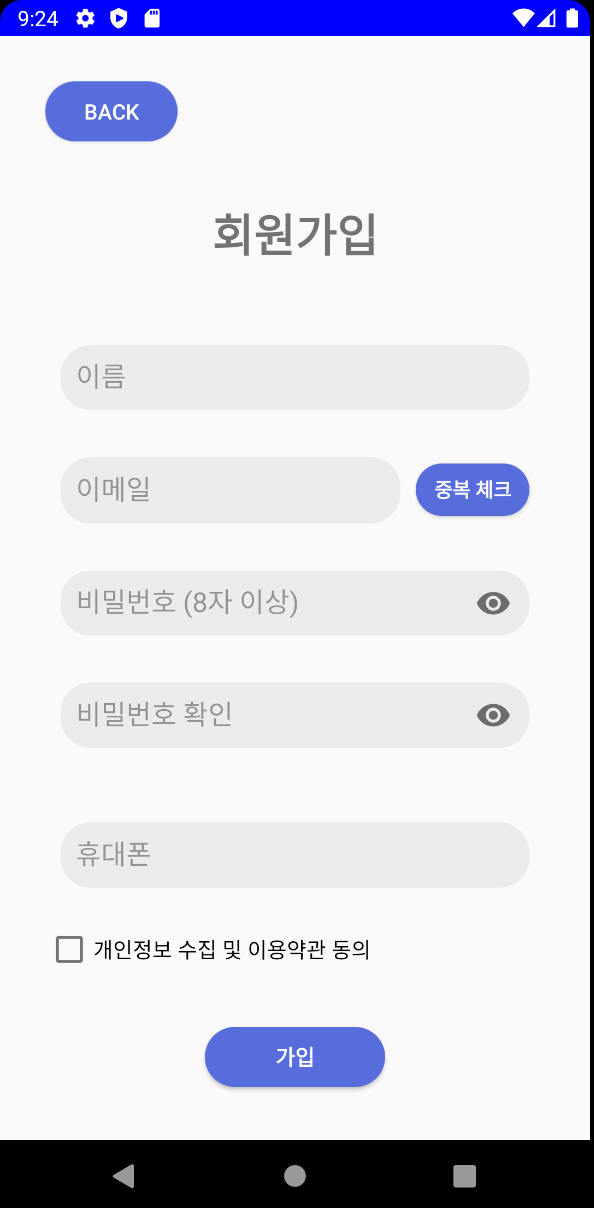 9:24
BACK
회원가입
이름
이메일
중복 체크
비밀번호 (8자 이상)
비밀번호 확인
휴대폰
개인정보 수집 및 이용약관 동의
가입